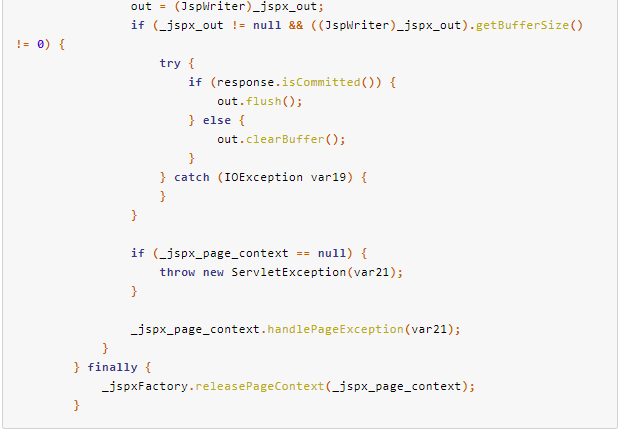 out = (JspWriter)_jspx_out;
if (_jspx_out != null && ((JspWriter)_jspx_out).getBufferSize()
!= 0) {
try {
if (response.isCommitted()) {
out.flush();
} else {
out.clearBuffer();
}
} catch (IOException var19) {
}
}
if (_jspx_page_context == null) {
throw new ServletException(var21);
}
_jspx_page_context.handlePageException(var21);
}
} finally {
_jspxFactory.releasePageContext(_jspx_page_context);
}